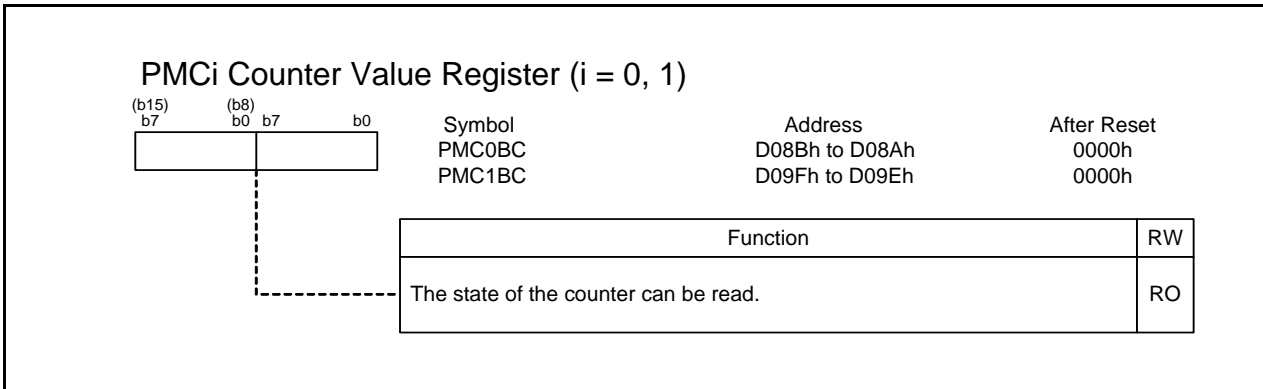 PMCi Counter Value Register (i = 0, 1)
(b15) (b8)
b7 b0 b7 b0
Symbol Address After Reset
PMC0BC D08Bh to D08Ah 0000h
PMC1BC D09Fh to D09Eh 0000h
Function RW
The state of the counter can be read. RO